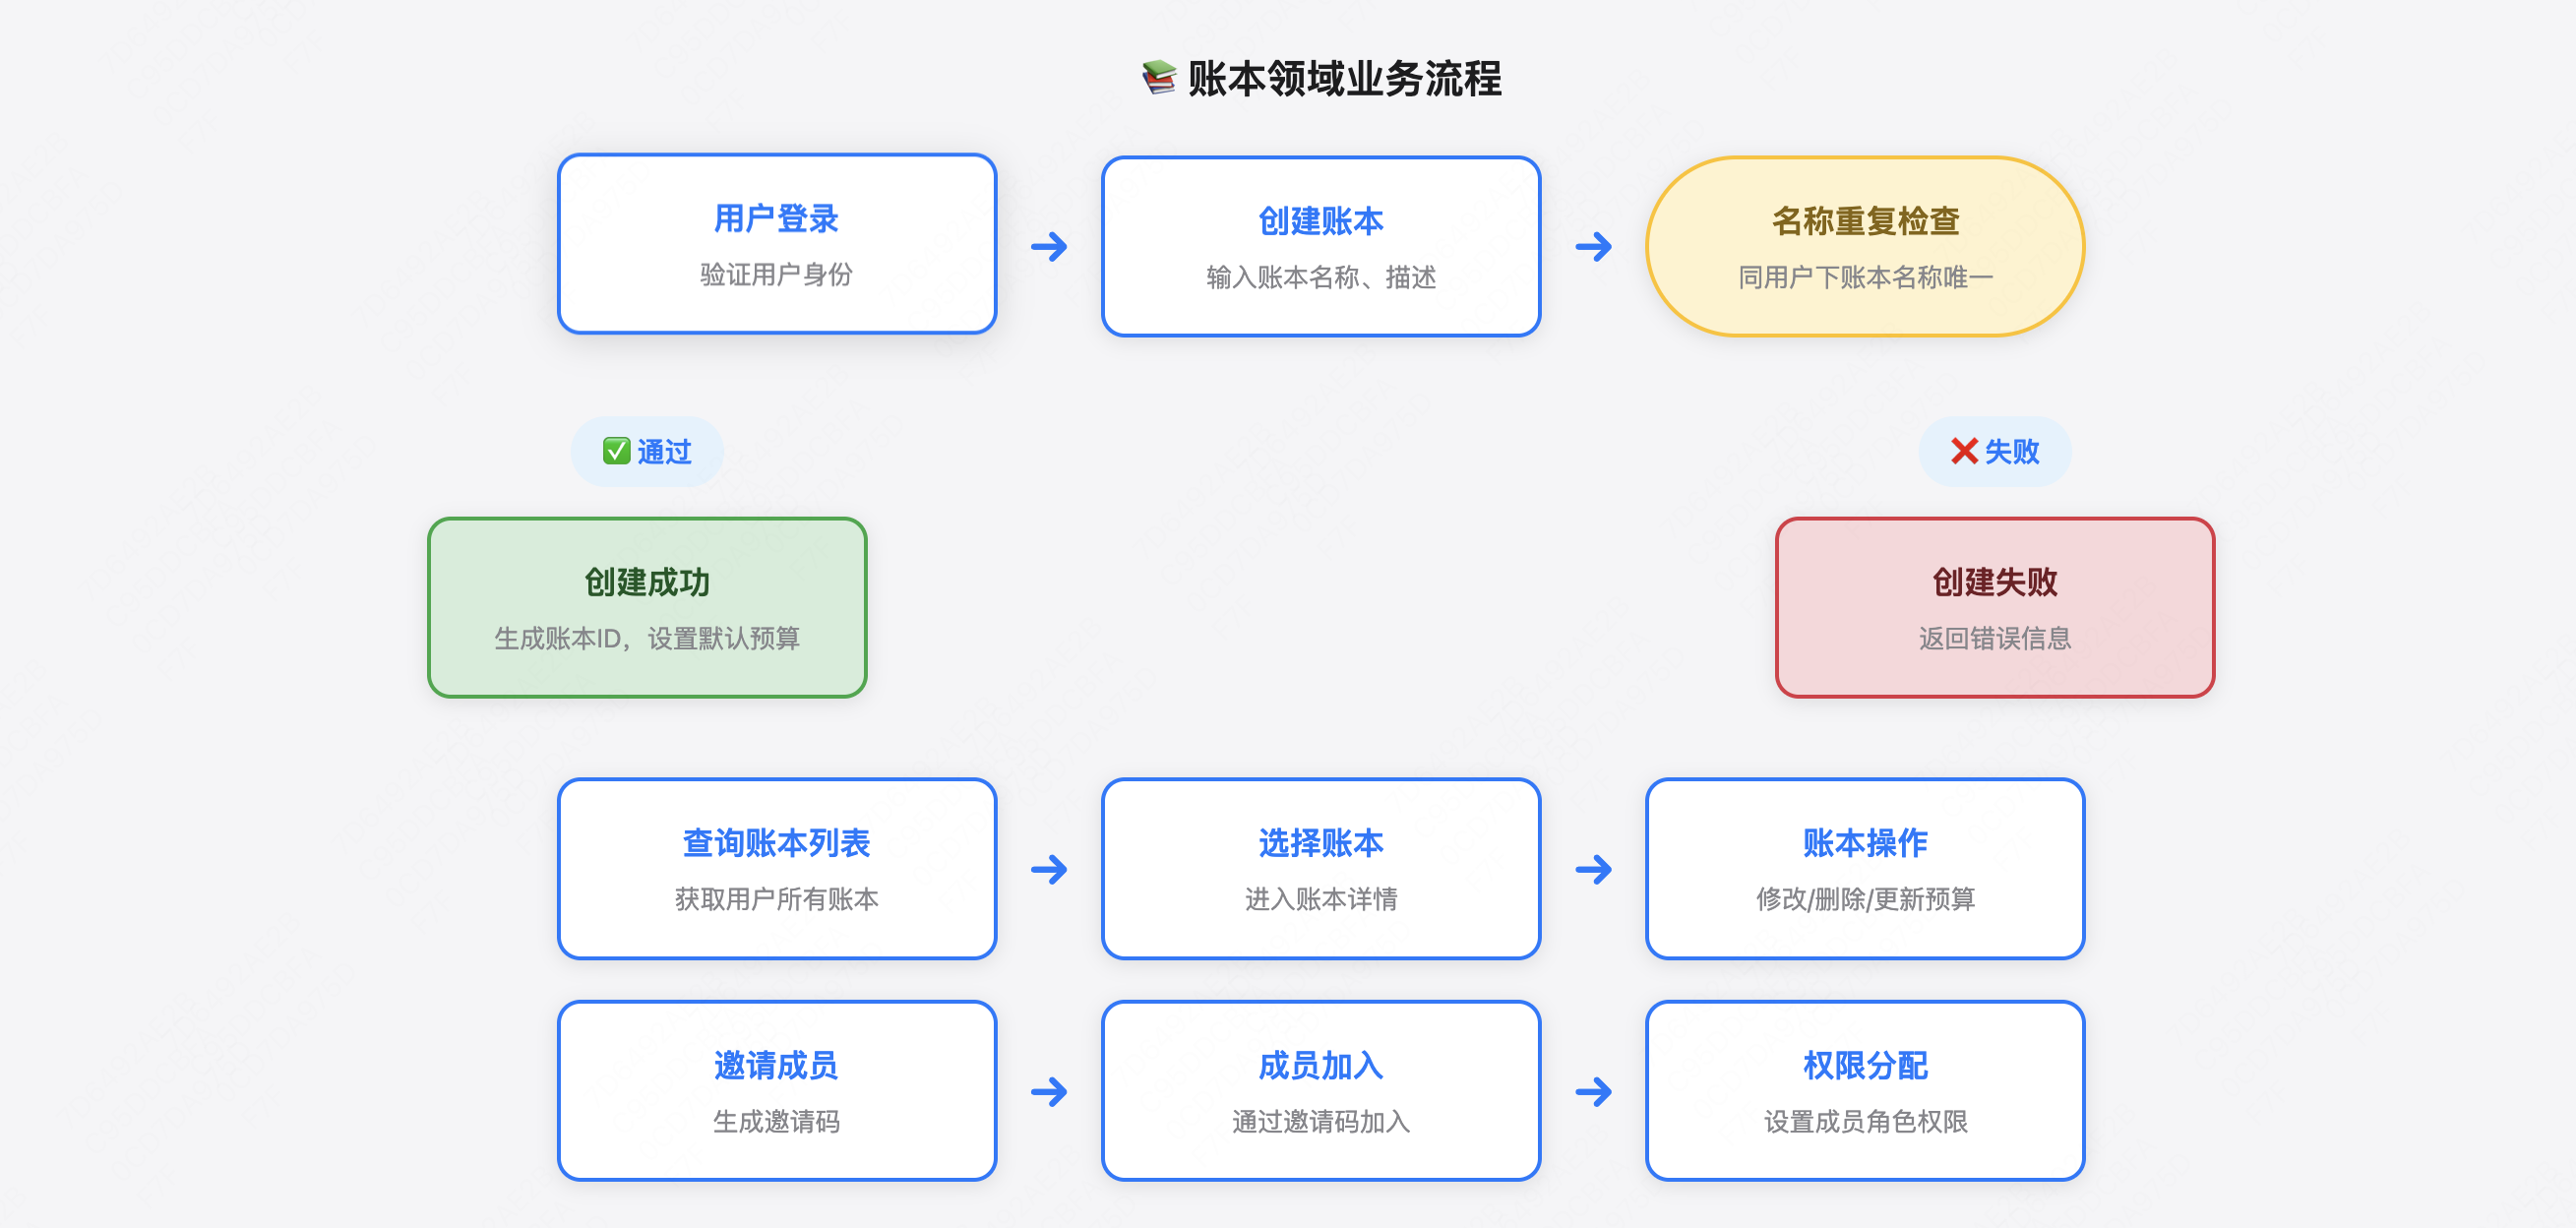 账本领域业务流程
用户登录
验证用户身份
创建账本
输入账本名称、描述
名称重复检查
同用户下账本名称唯一
通过
失败
创建成功
生成账本ID，设置默认预算
创建失败
返回错误信息
查询账本列表
获取用户所有账本
选择账本
进入账本详情
账本操作
修改/删除/更新预算
邀请成员
生成邀请码
成员加入
通过邀请码加入
权限分配
设置成员角色权限